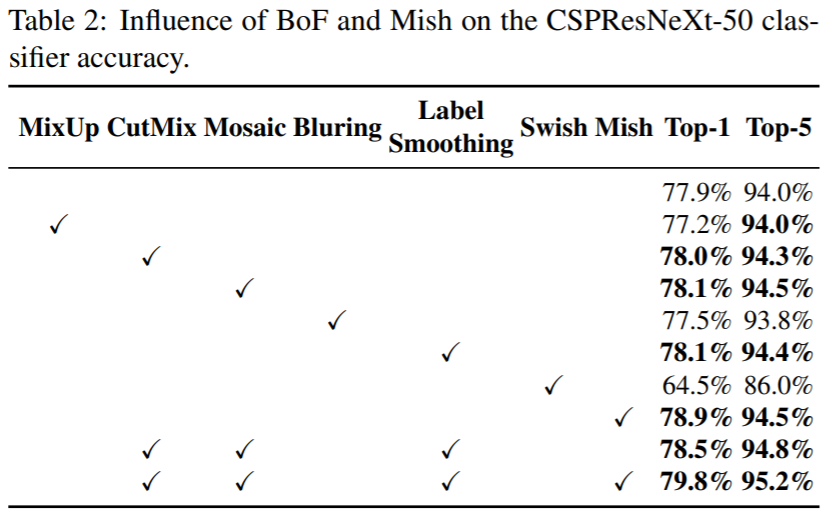 Table 2: Influence of BoF and Mish on the CSPResNeXt-50 clas-
sifier accuracy.
MixUp CutMix Mosaic Bluring Label Smoothing Swish Mish Top-1 Top-5
77.9% 94.0%
✓ 77.2% 94.0%
✓ 78.0% 94.3%
✓ 78.1% 94.5%
✓ 77.5% 93.8%
✓ 78.1% 94.4%
✓ 64.5% 86.0%
✓ 78.9% 94.5%
✓ ✓ ✓ 78.5% 94.8%
✓ ✓ ✓ ✓ 79.8% 95.2%